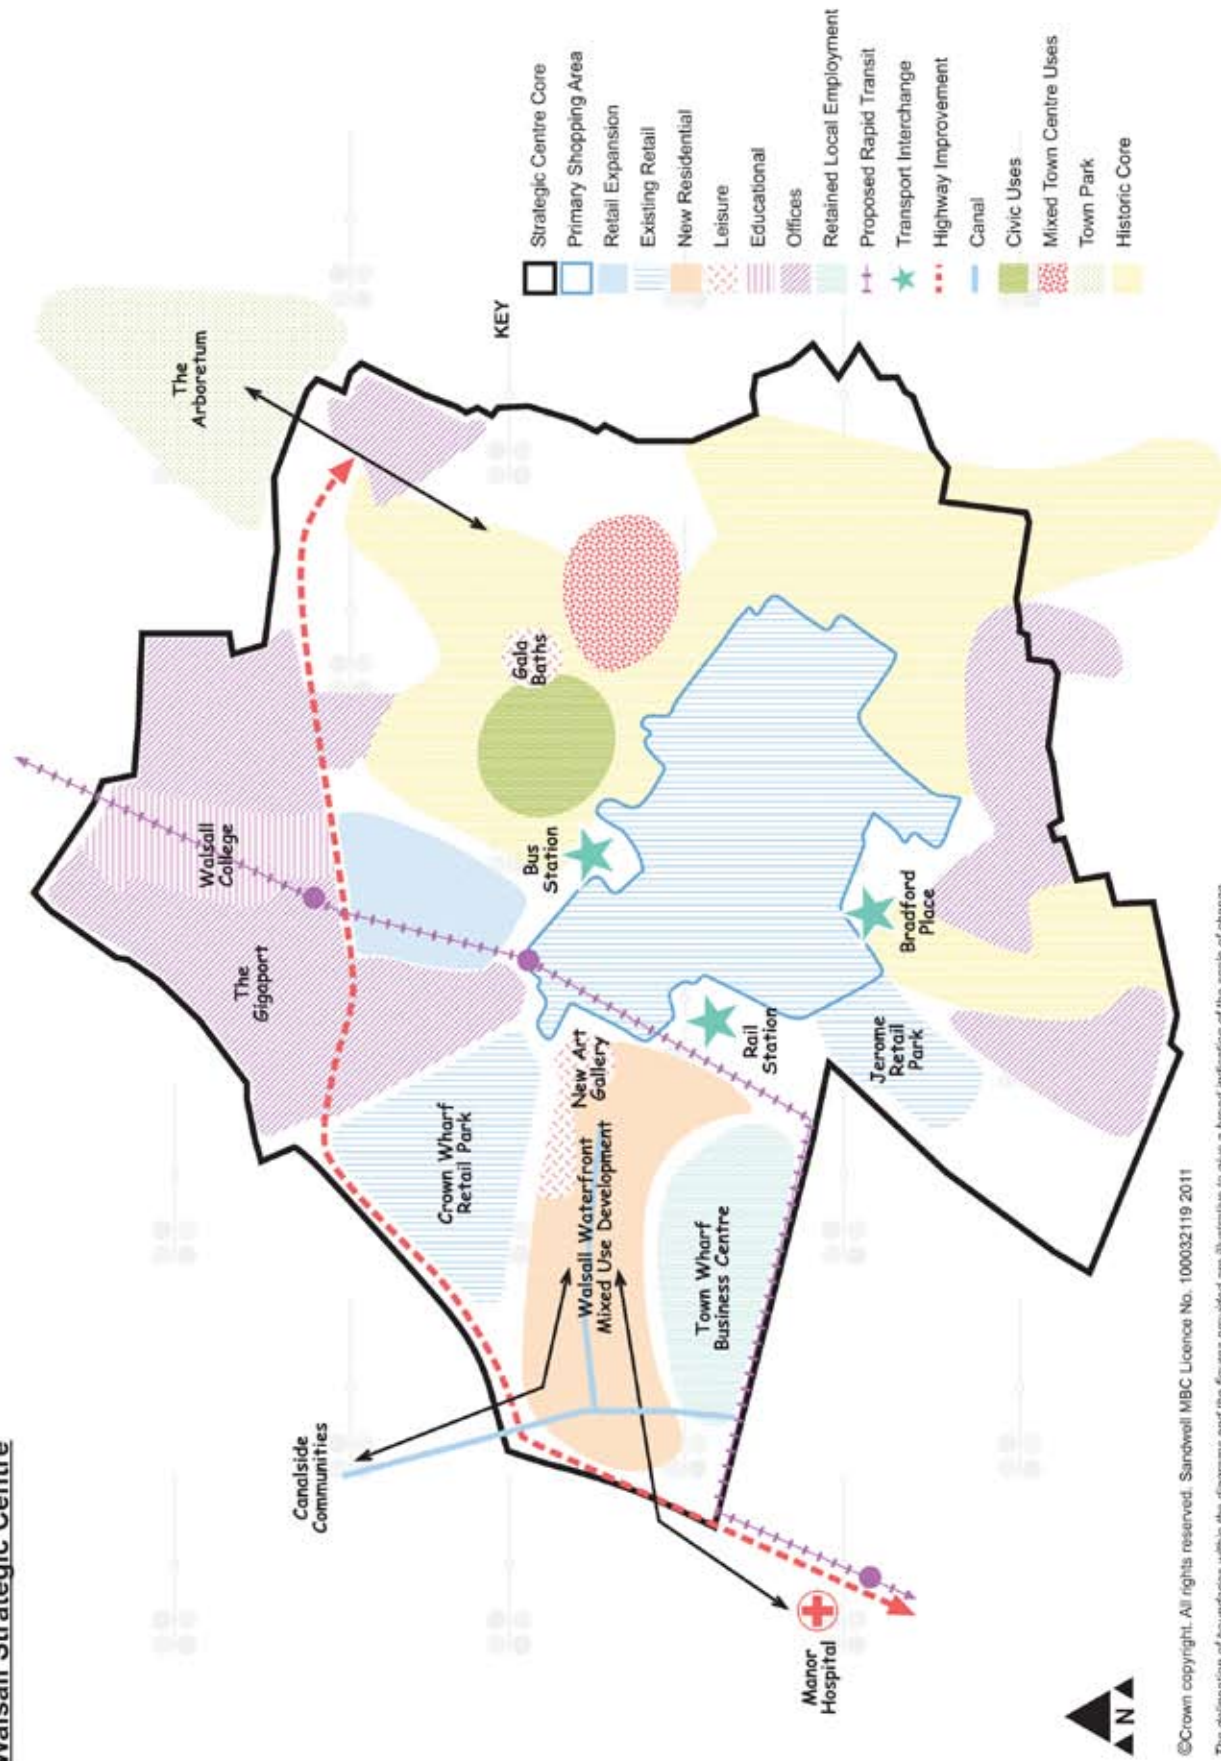 Walsall Strategic Centre
The
Arboretum
Walsall
College
The
Gigaport
Gala
Baths
Bus
Station
Crown Wharf
Retail Park
New Art
Gallery
Walsall Waterfront
Mixed Use Development
Canalside
Communities
Town Wharf
Business Centre
Rail
Station
Bradford
Place
Jerome
Retail
Park
Manor
Hospital
KEY
Strategic Centre Core
Primary Shopping Area
Retail Expansion
Existing Retail
New Residential
Leisure
Educational
Offices
Retained Local Employment
Proposed Rapid Transit
Transport Interchange
Highway Improvement
Canal
Civic Uses
Mixed Town Centre Uses
Town Park
Historic Core
N
©Crown copyright. All rights reserved. Sandwell MBC Licence No. 100032119 2011